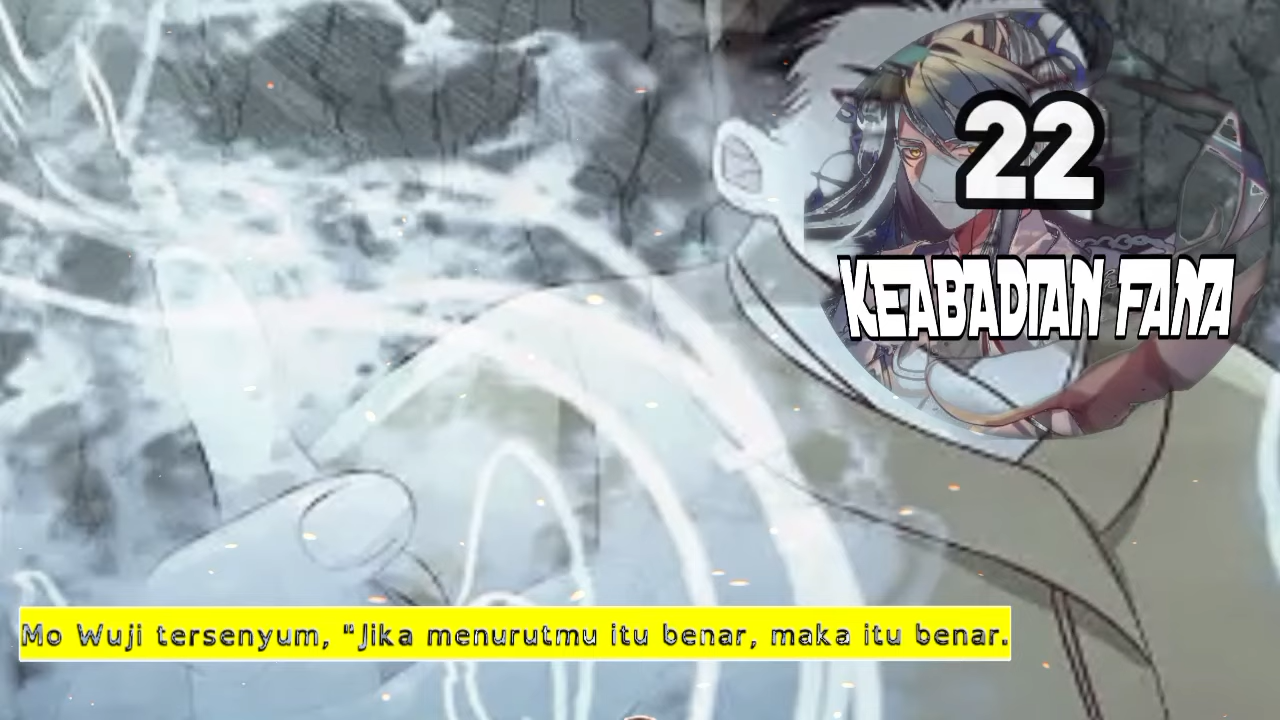 22
KEABADIAN FANA
Mo Wuji tersenyum, "Jika menurutmu itu benar, maka itu benar.